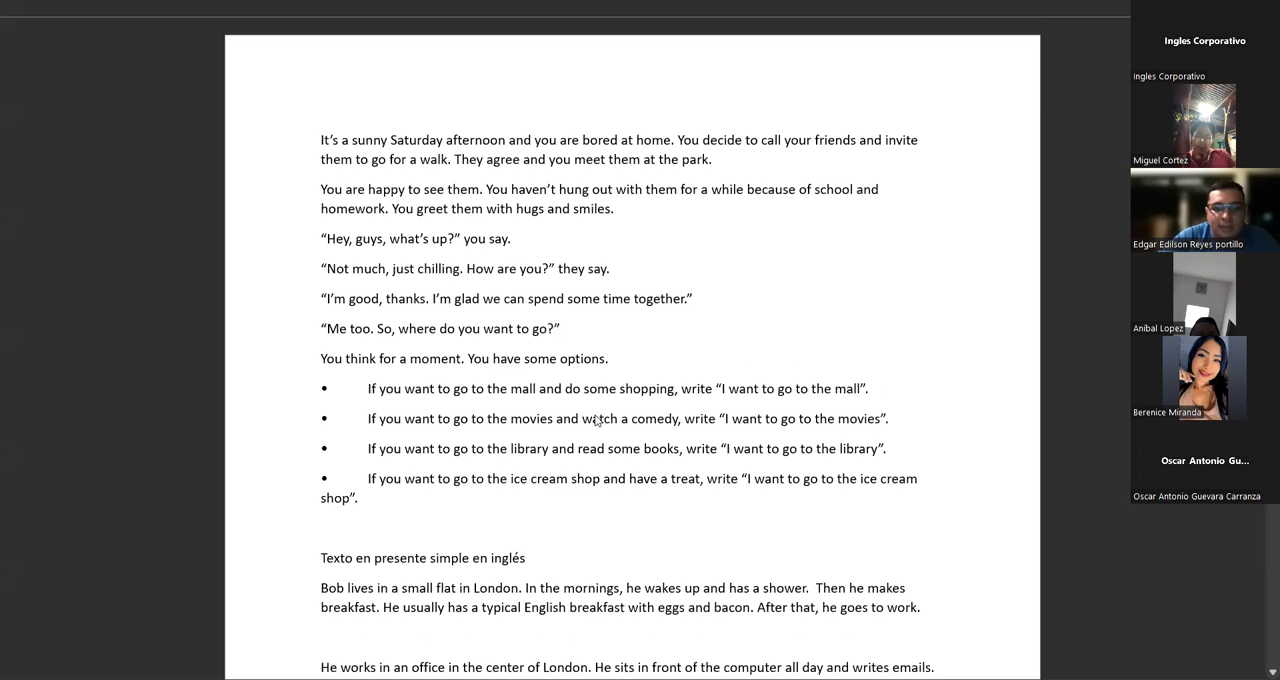 It’s a sunny Saturday afternoon and you are bored at home. You decide to call your friends and invite
them to go for a walk. They agree and you meet them at the park.
You are happy to see them. You haven’t hung out with them for a while because of school and
homework. You greet them with hugs and smiles.
“Hey, guys, what’s up?” you say.
“Not much, just chilling. How are you?” they say.
“I’m good, thanks. I’m glad we can spend some time together.”
“Me too. So, where do you want to go?”
You think for a moment. You have some options.
• If you want to go to the mall and do some shopping, write “I want to go to the mall”.
• If you want to go to the movies and watch a comedy, write “I want to go to the movies”.
• If you want to go to the library and read some books, write “I want to go to the library”.
• If you want to go to the ice cream shop and have a treat, write “I want to go to the ice cream
shop”.
Texto en presente simple en inglés
Bob lives in a small flat in London. In the mornings, he wakes up and has a shower.  Then he makes
breakfast. He usually has a typical English breakfast with eggs and bacon. After that, he goes to work.
He works in an office in the center of London. He sits in front of the computer all day and writes emails.
Ingles Corporativo
Ingles Corporativo
Miguel Cortez
Edgar Edilson Reyes portillo
Aníbal Lopez
Berenice Miranda
Oscar Antonio Gu...
Oscar Antonio Guevara Carranza